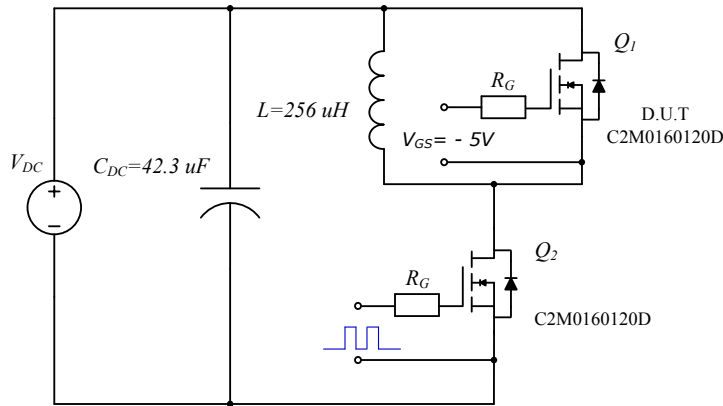 Q1
RG
L=256 uH
D.U.T
C2M0160120D
VGS= - 5V
VDC
CDC=42.3 uF
+
−
Q2
RG
C2M0160120D